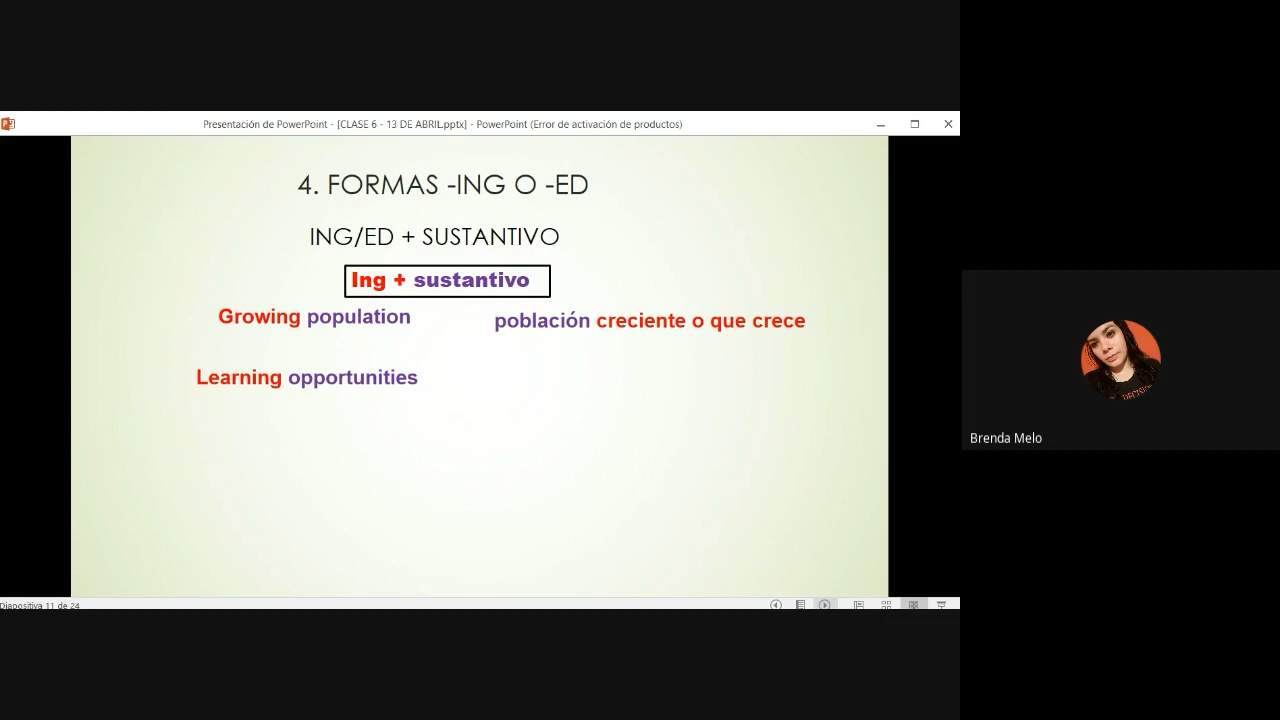 Presentación de PowerPoint - [CLASE 6 - 13 DE ABRIL.pptx] - PowerPoint (Error de activación de productos)
4. FORMAS -ING O -ED
ING/ED + SUSTANTIVO
Ing + sustantivo
Growing population
población creciente o que crece
Learning opportunities
Brenda Melo
Diapositiva 11 de 24